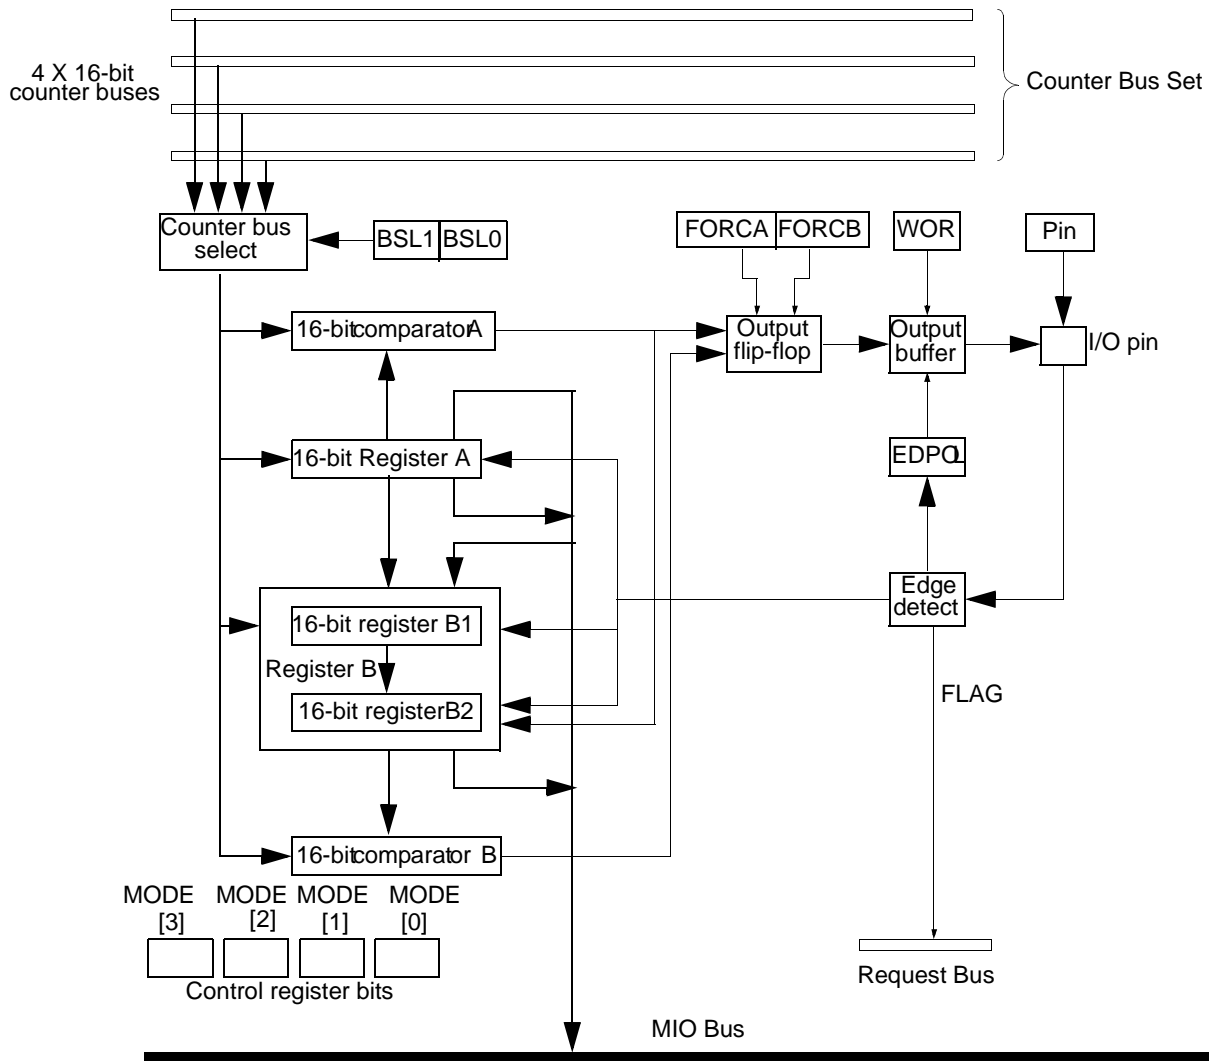 4 X 16-bit
counter buses
Counter Bus Set
Counter bus
select
BSL1 BSL0
FORCA FORCB
WOR
Pin
16-bitcomparatorA
Output
flip-flop
Output
buffer
I/O pin
16-bit Register A
EDPOL
Edge
detect
16-bit register B1
Register B
16-bit registerB2
FLAG
16-bitcomparator B
MODE
[3]
MODE
[2]
MODE
[1]
MODE
[0]
Control register bits
Request Bus
MIO Bus